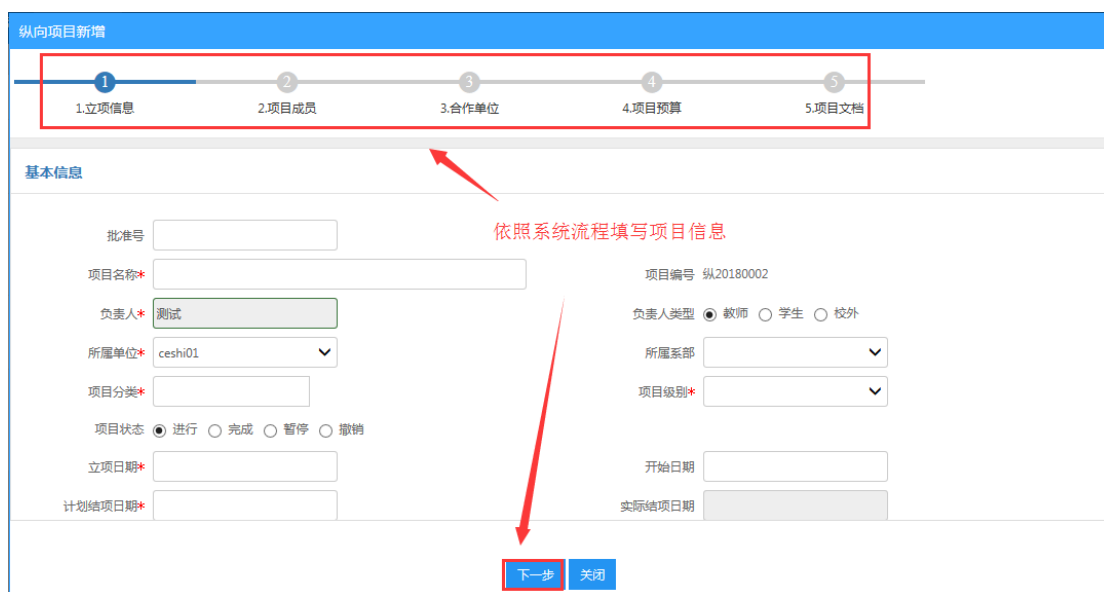 纵向项目新增
1 2 3 4 5
1.立项信息 2.项目成员 3.合作单位 4.项目预算 5.项目文档
基本信息
依照系统流程填写项目信息
批准号
项目名称* 项目编号 纵20180002
负责人* 测试 负责人类型 教师 学生 校外
所属单位* ceshi01 所属系部
项目分类* 项目级别*
项目状态 进行 完成 暂停 撤销
立项日期* 开始日期
计划结项日期* 实际结项日期
下一步 关闭